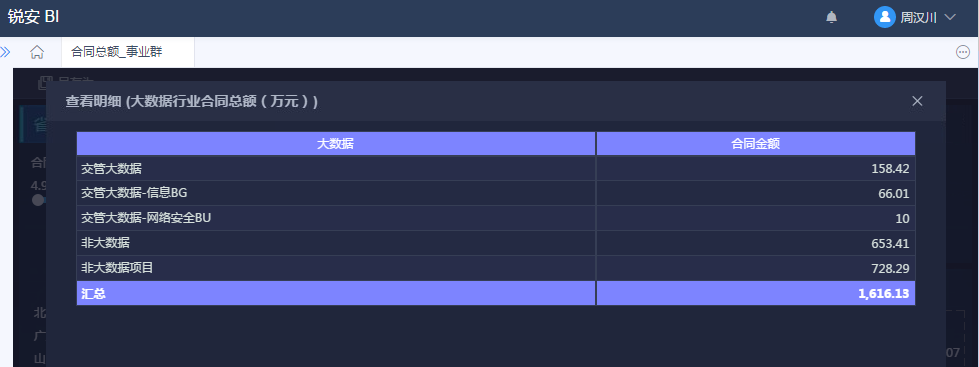 锐安 BI
周汉川
合同总额_事业群
查看明细 (大数据行业合同总额（万元）)
大数据 合同金额
交管大数据 158.42
交管大数据-信息BG 66.01
交管大数据-网络安全BU 10
非大数据 653.41
非大数据项目 728.29
汇总 1,616.13
4.9
北
广
山 07